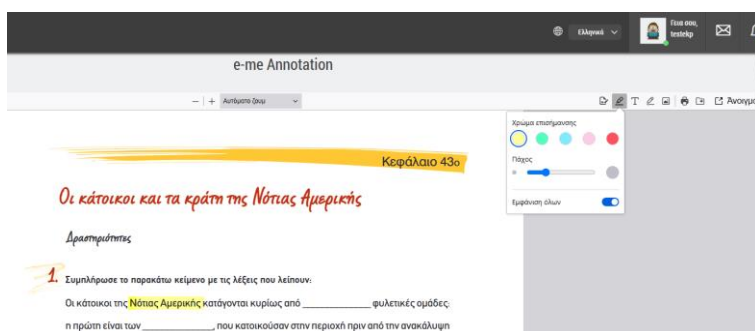 Ελληνικά
Γεια σου,
testekp
e-me Annotation
Αυτόματο ζουμ
Άνοιγμα
Χρώμα επισήμανσης
Πάχος
Εμφάνιση όλων
Κεφάλαιο 43ο
Οι κάτοικοι και τα κράτη της Νότιας Αμερικής
Δραστηριότητες
1. Συμπλήρωσε το παρακάτω κείμενο με τις λέξεις που λείπουν:
Οι κάτοικοι της Νότιας Αμερικής κατάγονται κυρίως από ______________ φυλετικές ομάδες:
η πρώτη είναι των ______________, που κατοικούσαν στην περιοχή πριν από την ανακάλυψη